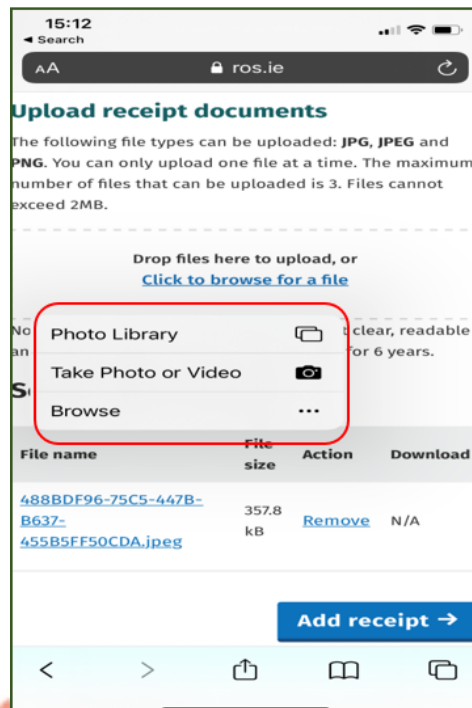 15:12
Search
AA ros.ie
Upload receipt documents
The following file types can be uploaded: JPG, JPEG and
PNG. You can only upload one file at a time. The maximum
number of files that can be uploaded is 3. Files cannot
exceed 2MB.
Drop files here to upload, or
Click to browse for a file
No clear, readable
an for 6 years.
Photo Library
Take Photo or Video
Browse
S
File name File size Action Download
488BDF96-75C5-447B-
B637-
455B5FF50CDA.jpeg
357.8
kB
Remove N/A
Add receipt →